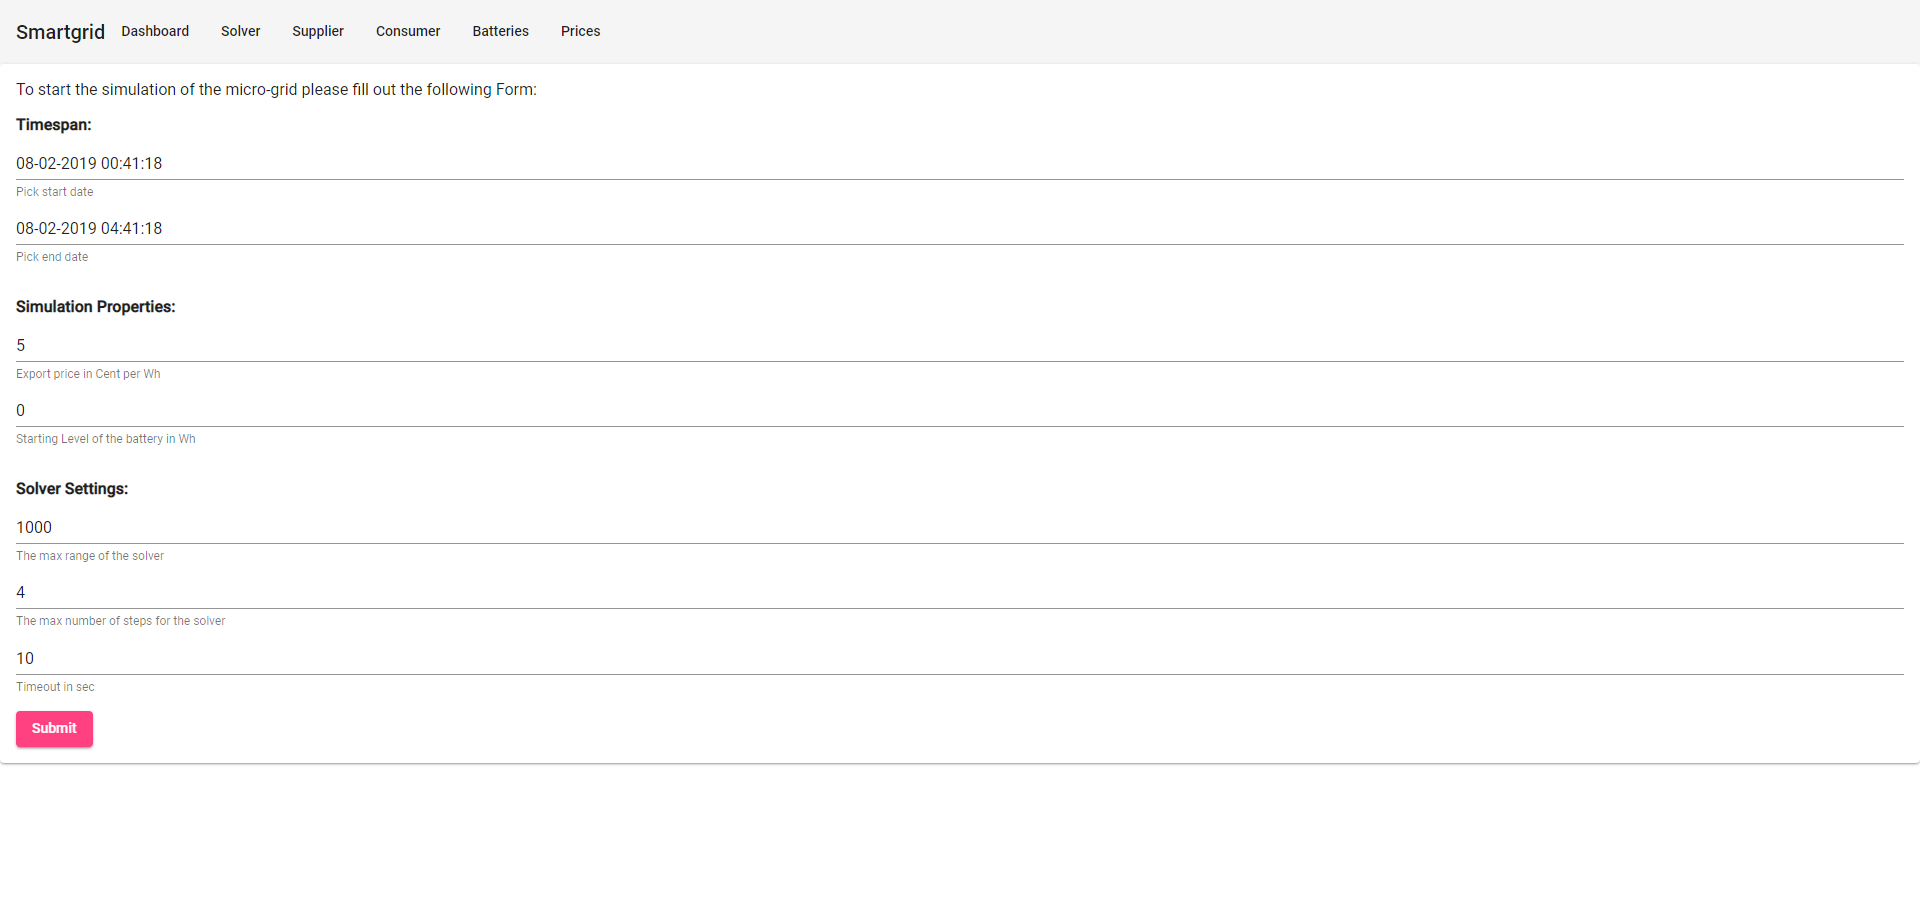 Smartgrid Dashboard Solver Supplier Consumer Batteries Prices
To start the simulation of the micro-grid please fill out the following Form:
Timespan:
08-02-2019 00:41:18
Pick start date
08-02-2019 04:41:18
Pick end date
Simulation Properties:
5
Export price in Cent per Wh
0
Starting Level of the battery in Wh
Solver Settings:
1000
The max range of the solver
4
The max number of steps for the solver
10
Timeout in sec
Submit